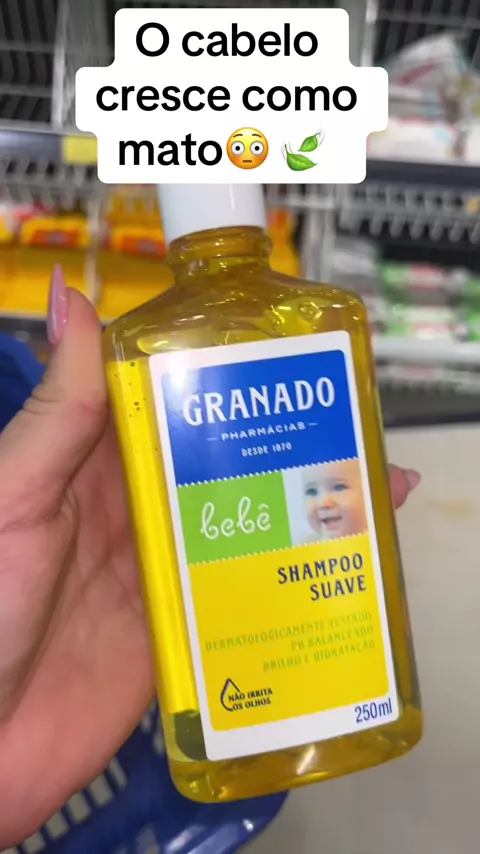 O cabelo
cresce como
mato😳 🍃
GRANADO
PHARMÁCIAS
DESDE 1870
bebê
SHAMPOO
SUAVE
DERMATOLOGICAMENTE TESTADO
PH BALANCEADO
BRILHO E HIDRATAÇÃO
NÃO IRRITA
OS OLHOS
250ml